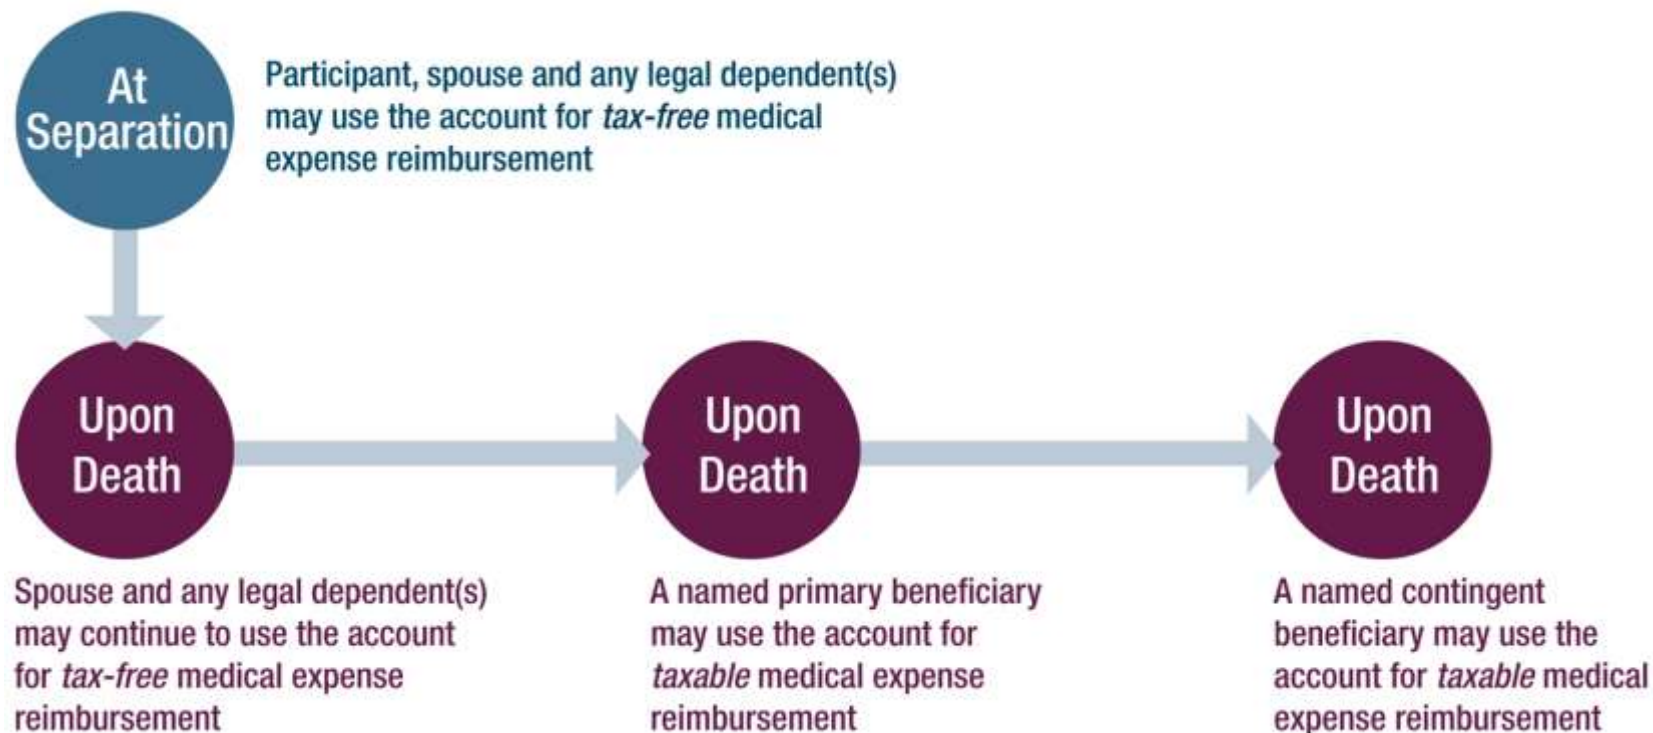 At
Separation
Participant, spouse and any legal dependent(s)
may use the account for tax-free medical
expense reimbursement
Upon
Death
Spouse and any legal dependent(s)
may continue to use the account
for tax-free medical expense
reimbursement
Upon
Death
A named primary beneficiary
may use the account for
taxable medical expense
reimbursement
Upon
Death
A named contingent
beneficiary may use the
account for taxable medical
expense reimbursement